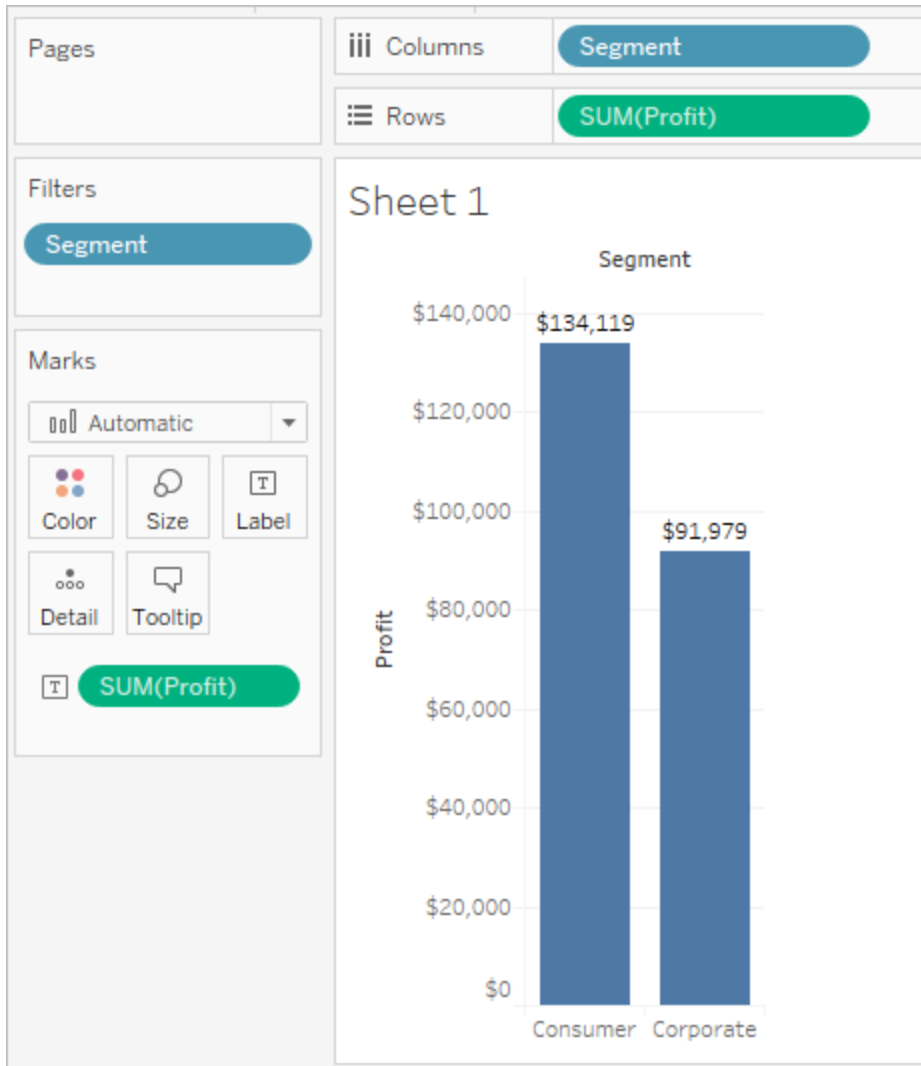 Pages
Columns
Segment
Rows
SUM(Profit)
Filters
Segment
Marks
Automatic
Color
Size
T
Label
Detail
Tooltip
T
SUM(Profit)
Sheet 1
Segment
$140,000
$134,119
$120,000
$100,000
$91,979
$80,000
Profit
$60,000
$40,000
$20,000
$0
Consumer Corporate